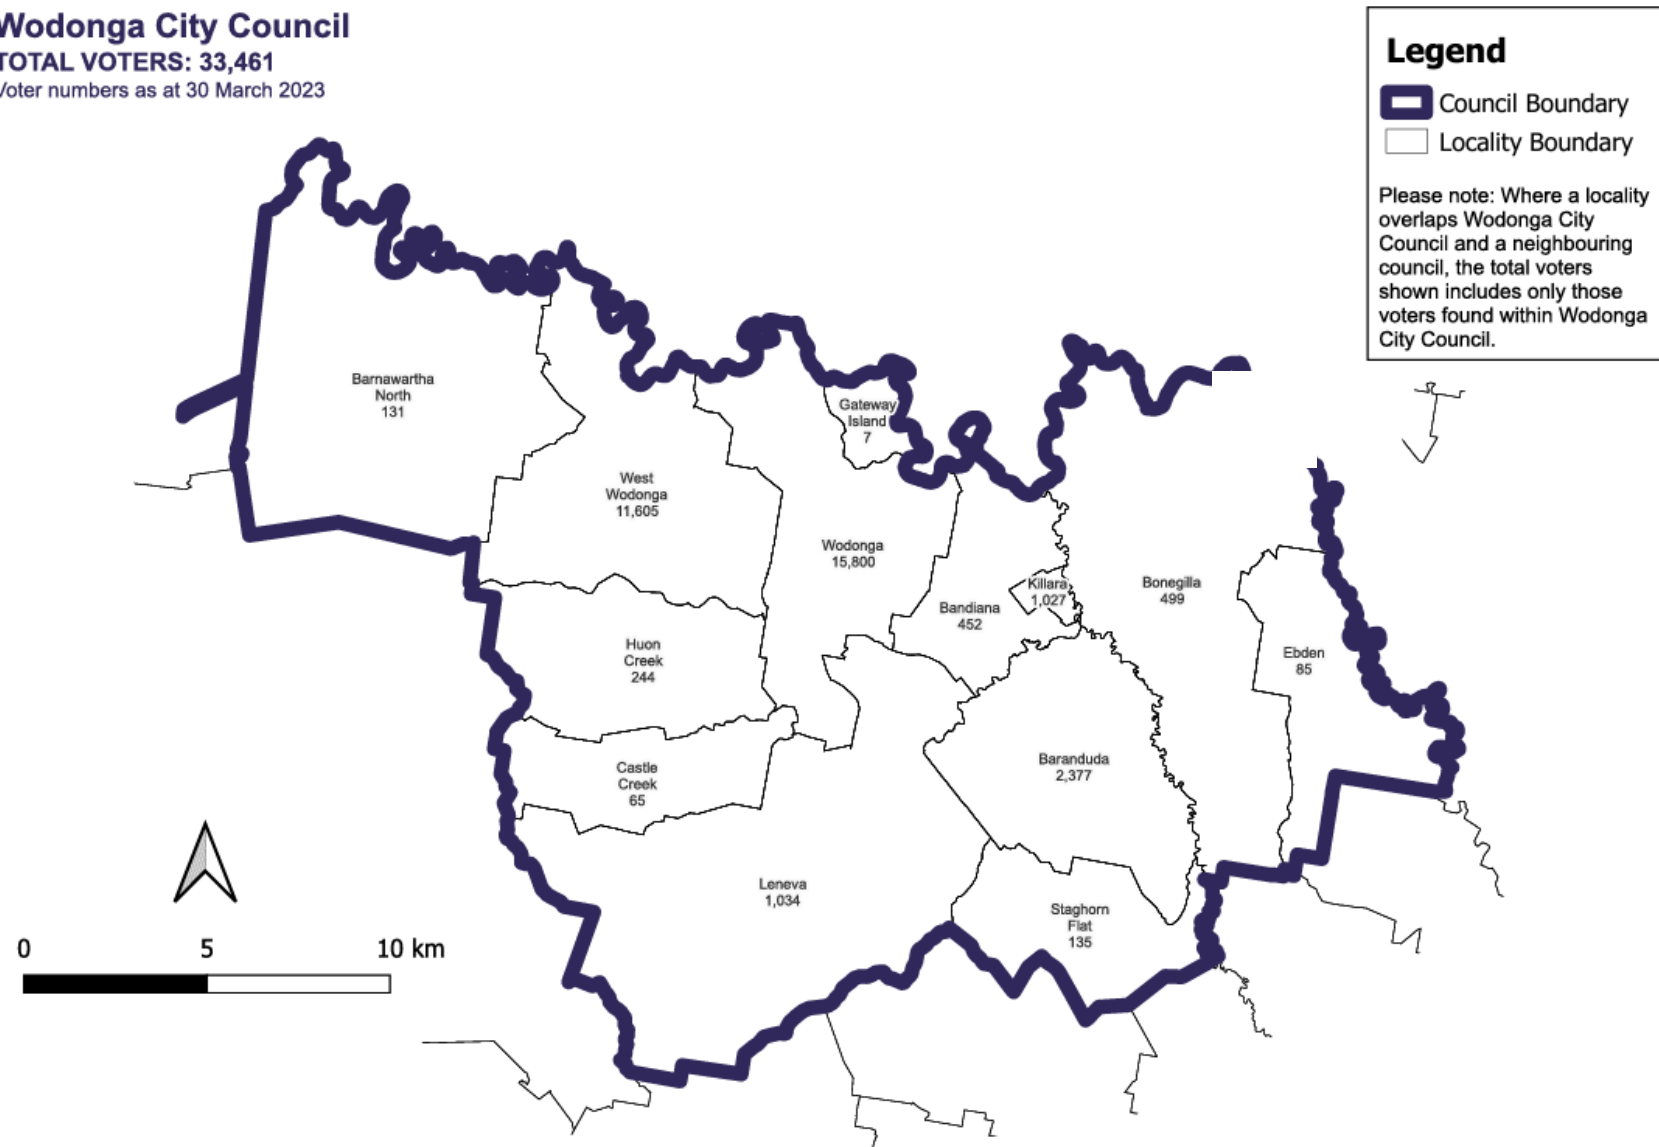 Wodonga City Council
TOTAL VOTERS: 33,461
Voter numbers as at 30 March 2023
Legend
Council Boundary
Locality Boundary
Please note: Where a locality
overlaps Wodonga City
Council and a neighbouring
council, the total voters
shown includes only those
voters found within Wodonga
City Council.
Barnawartha
North
131
Gateway
Island
7
West
Wodonga
11,605
Wodonga
15,800
Killara
1,027
Bandiana
452
Bonegilla
499
Huon
Creek
244
Ebden
85
Castle
Creek
65
Baranduda
2,377
Leneva
1,034
Staghorn
Flat
135
0 5 10 km